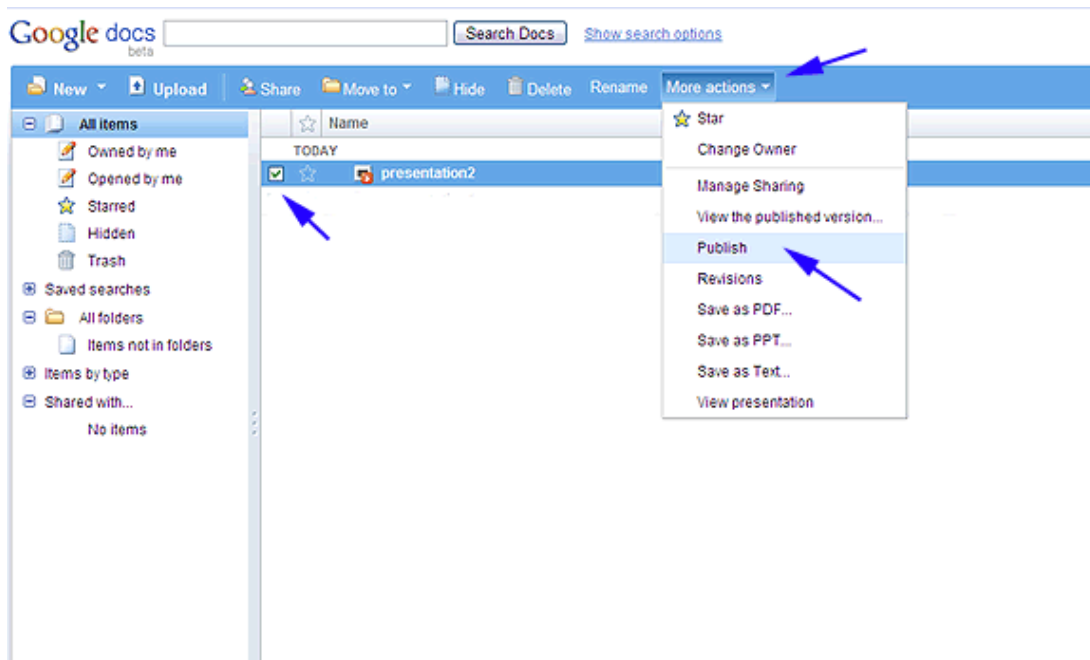 Google docs Search Docs Show search options
beta
New Upload Share Move to Hide Delete Rename More actions
All items
Owned by me
Opened by me
Starred
Hidden
Trash
Saved searches
All folders
Items not in folders
Items by type
Shared with...
No items
Name
TODAY
presentation2
Star
Change Owner
Manage Sharing
View the published version...
Publish
Revisions
Save as PDF...
Save as PPT...
Save as Text...
View presentation